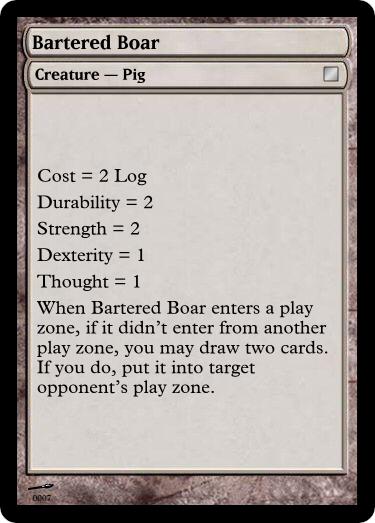 Bartered Boar
Creature — Pig
Cost = 2 Log
Durability = 2
Strength = 2
Dexterity = 1
Thought = 1
When Bartered Boar enters a play
zone, if it didn't enter from another
play zone, you may draw two cards.
If you do, put it into target
opponent's play zone.
0007